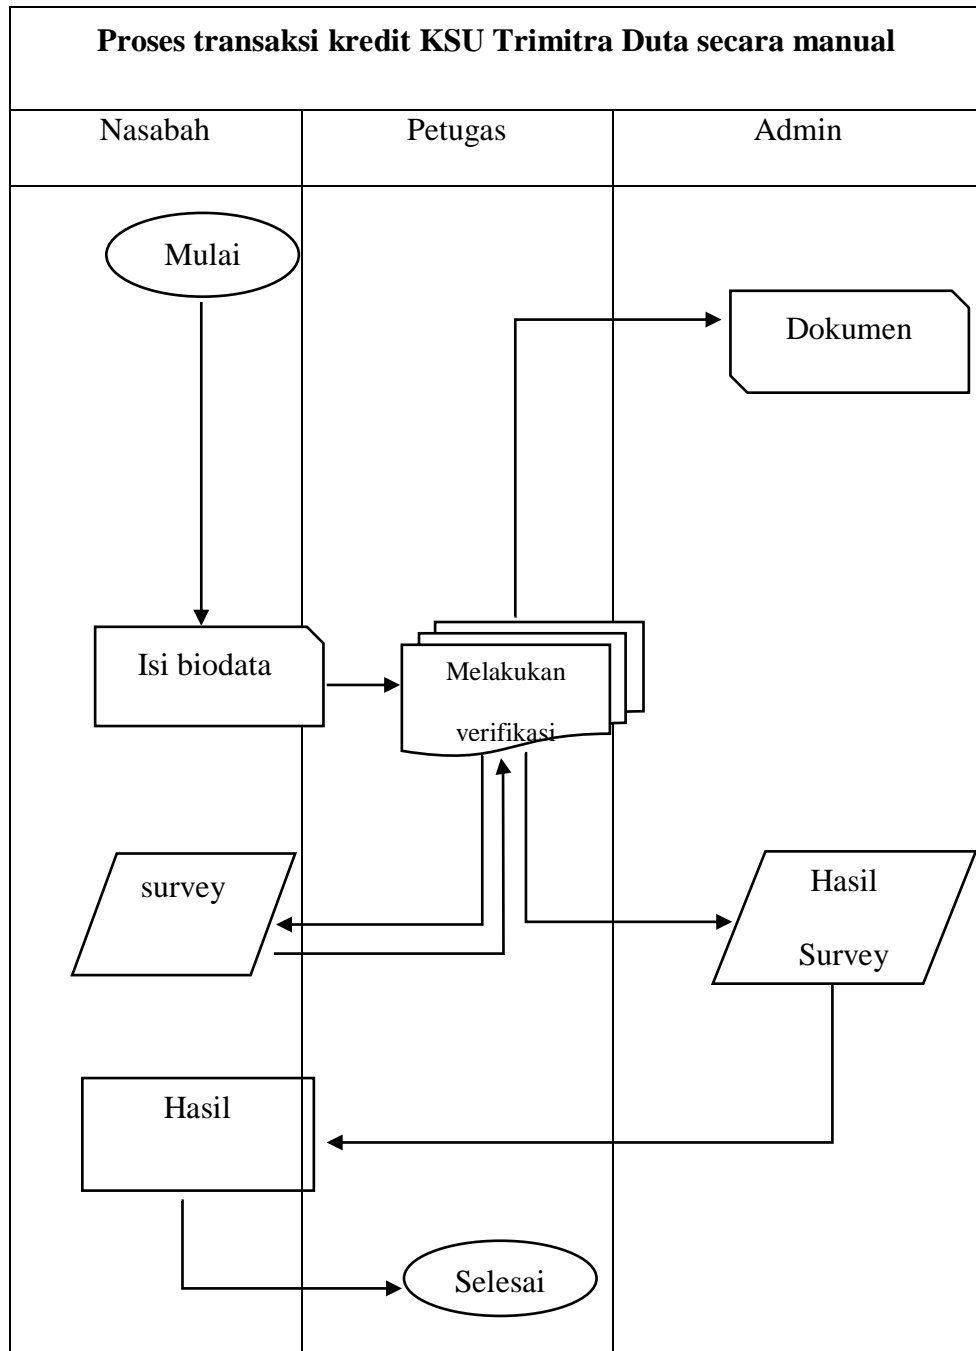 Proses transaksi kredit KSU Trimitra Duta secara manual
Nasabah
Petugas
Admin
Mulai
Dokumen
Isi biodata
Melakukan
verifikasi
survey
Hasil
Survey
Hasil
Selesai